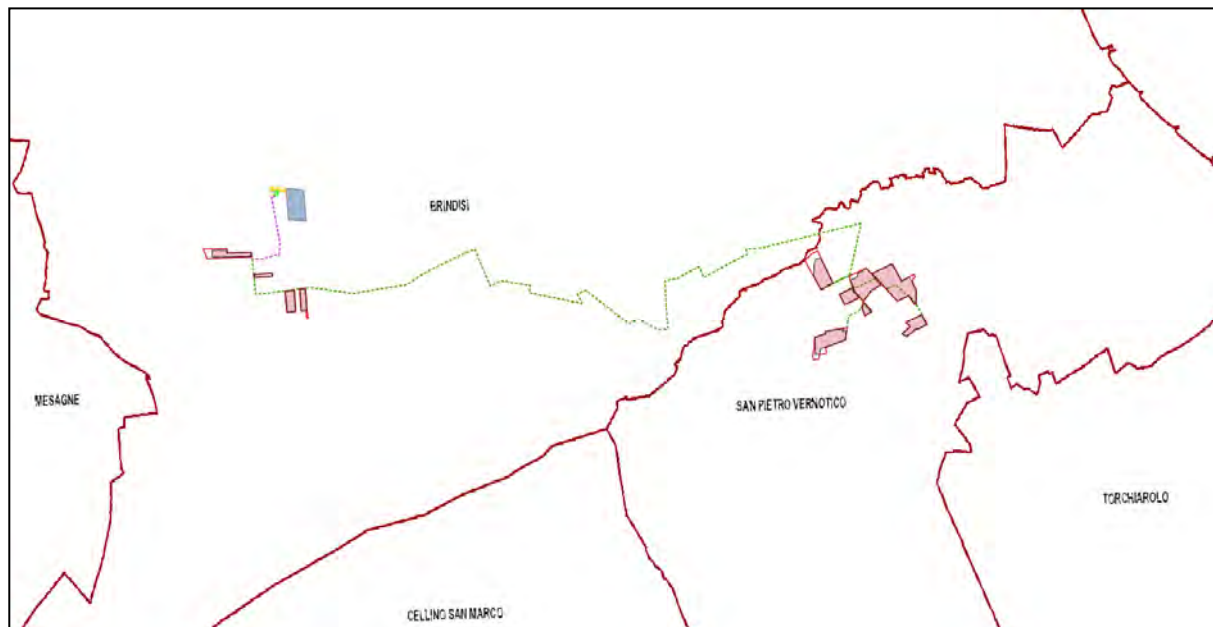 BRINDISI
MESAGNE
SAN PIETRO VERNOTICO
TORCHIAROLO
CELLINO SAN MARCO